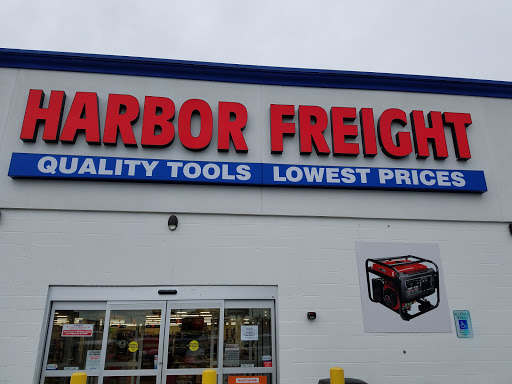 HARBOR FREIGHT
QUALITY TOOLS LOWEST PRICES